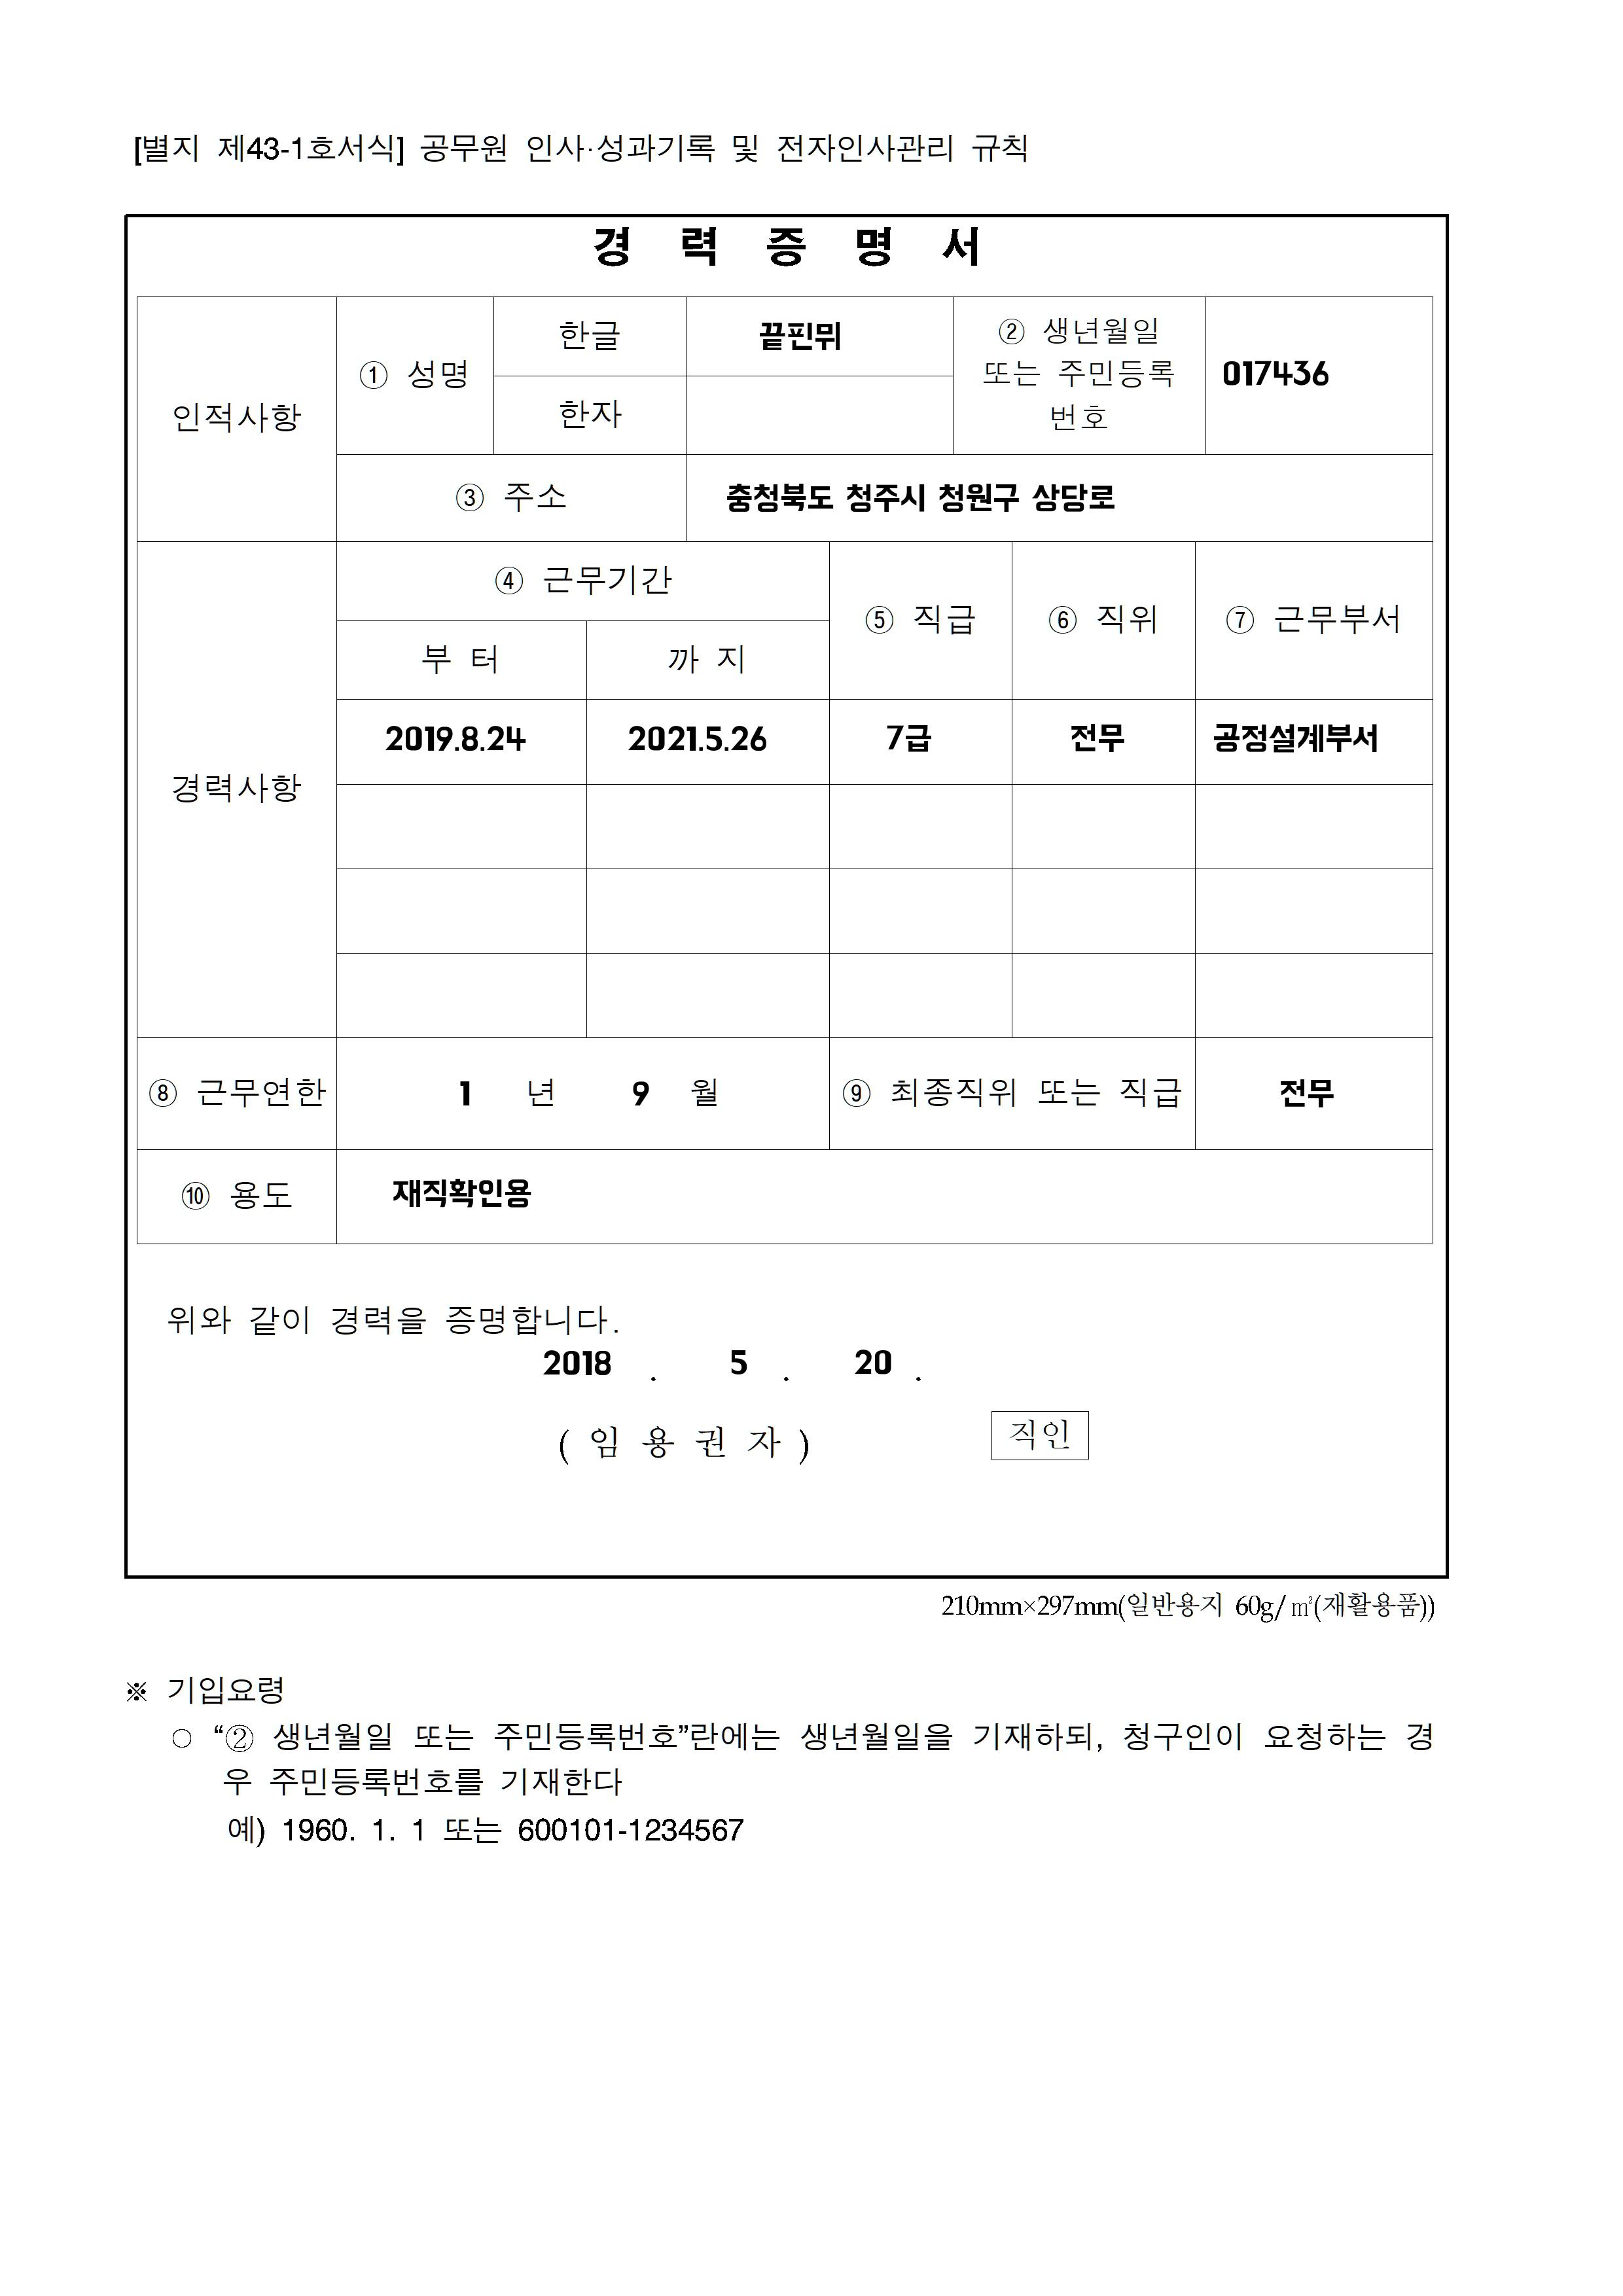 [별지 제43-1호서식] 공무원 인사·성과기록 및 전자인사관리 규칙
경 력 증 명 서
인적사항
① 성명
한글
끝핀뮈
② 생년월일
또는 주민등록
번호
017436
한자
③ 주소
충청북도 청주시 청원구 상당로
경력사항
④ 근무기간
⑤ 직급
⑥ 직위
⑦ 근무부서
부 터
까 지
2019.8.24
2021.5.26
7급
전무
공정설계부서
⑧ 근무연한
1 년 9 월
⑨ 최종직위 또는 직급
전무
⑩ 용도
재직확인용
위와 같이 경력을 증명합니다.
2018 . 5 . 20 .
( 임 용 권 자 )
직인
210mm×297mm(일반용지 60g/㎡(재활용품))
※ 기입요령
○ “② 생년월일 또는 주민등록번호”란에는 생년월일을 기재하되, 청구인이 요청하는 경
우 주민등록번호를 기재한다
예) 1960. 1. 1 또는 600101-1234567